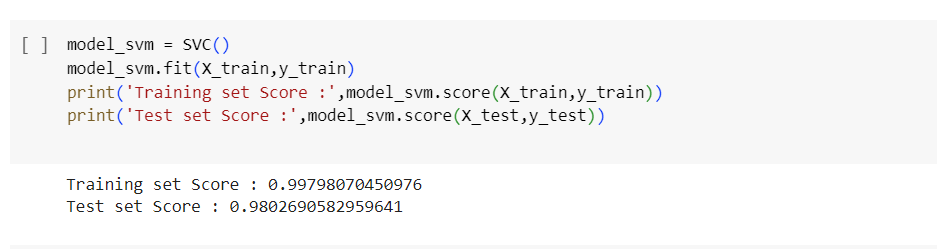 [ ] model_svm = SVC()
model_svm.fit(X_train,y_train)
print('Training set Score :',model_svm.score(X_train,y_train))
print('Test set Score :',model_svm.score(X_test,y_test))
Training set Score : 0.99798070450976
Test set Score : 0.9802690582959641